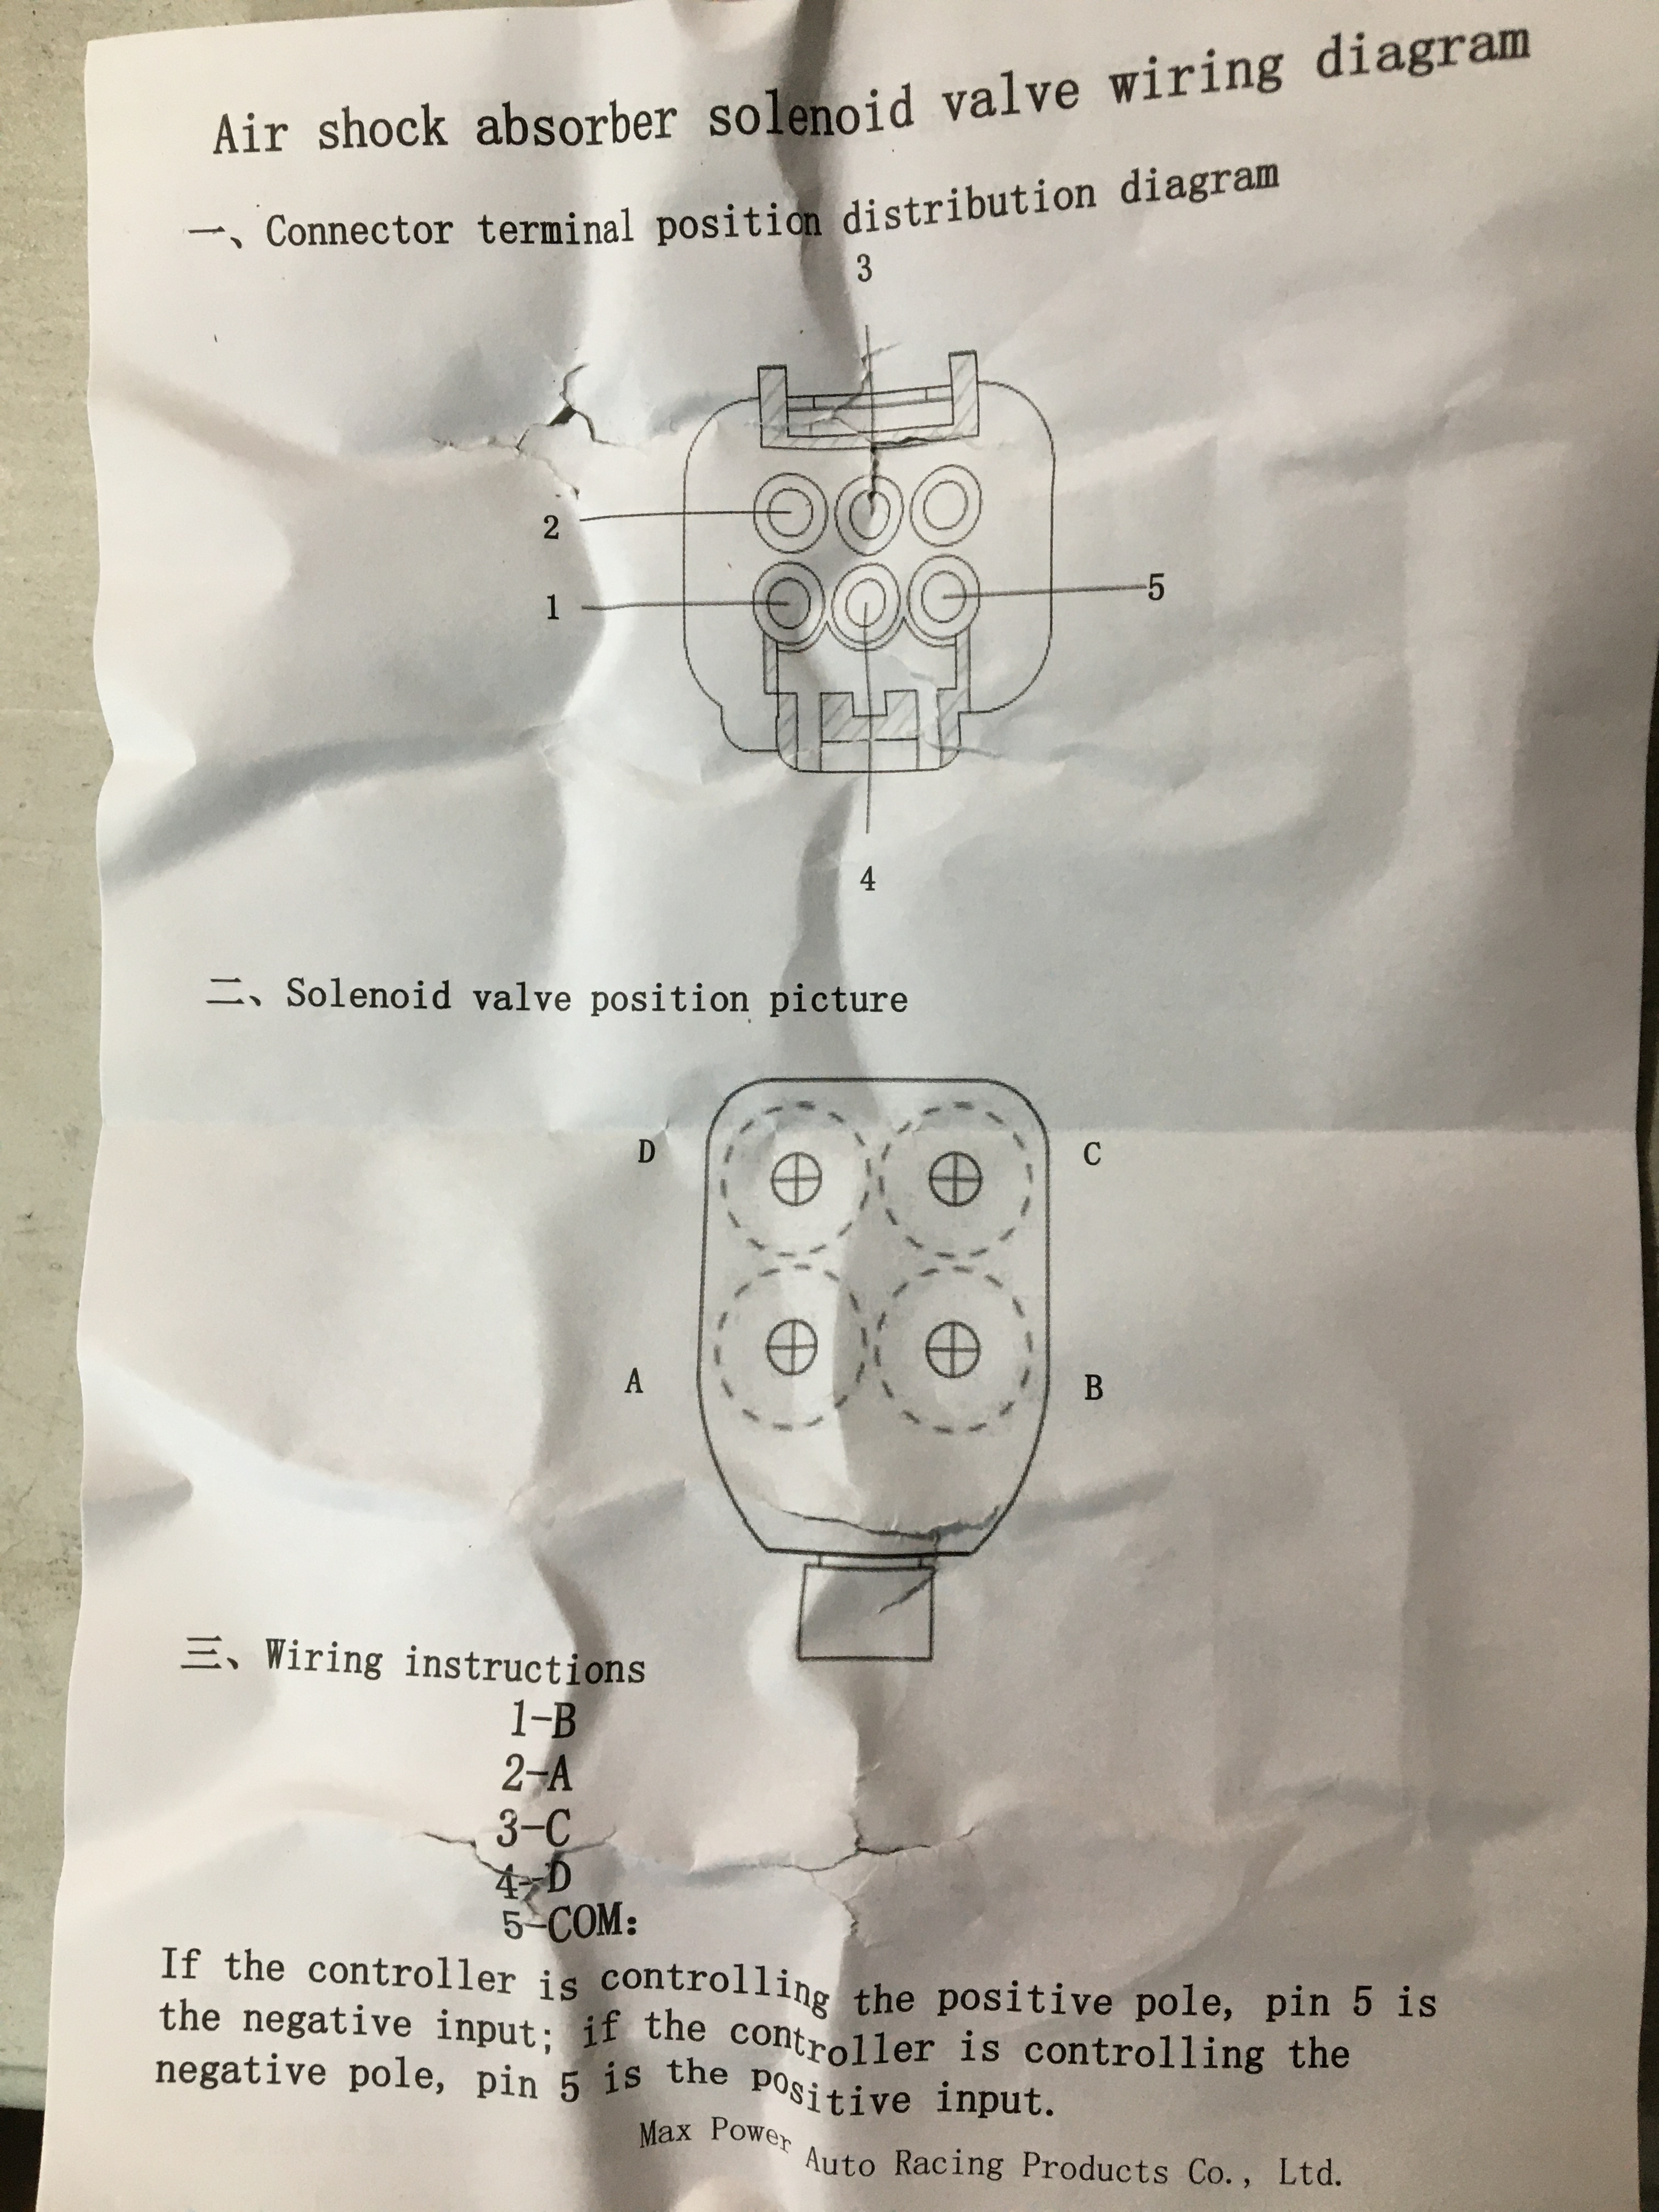 Air shock absorber solenoid valve wiring diagram
一、Connector terminal position distribution diagram
3
2
1
5
4
二、Solenoid valve position picture
D
C
A
B
三、Wiring instructions
1-B
2-A
3-C
4-D
5-COM:
If the controller is controlling the positive pole, pin 5 is
the negative input; if the controller is controlling the
negative pole, pin 5 is the positive input.
Max Power Auto Racing Products Co., Ltd.